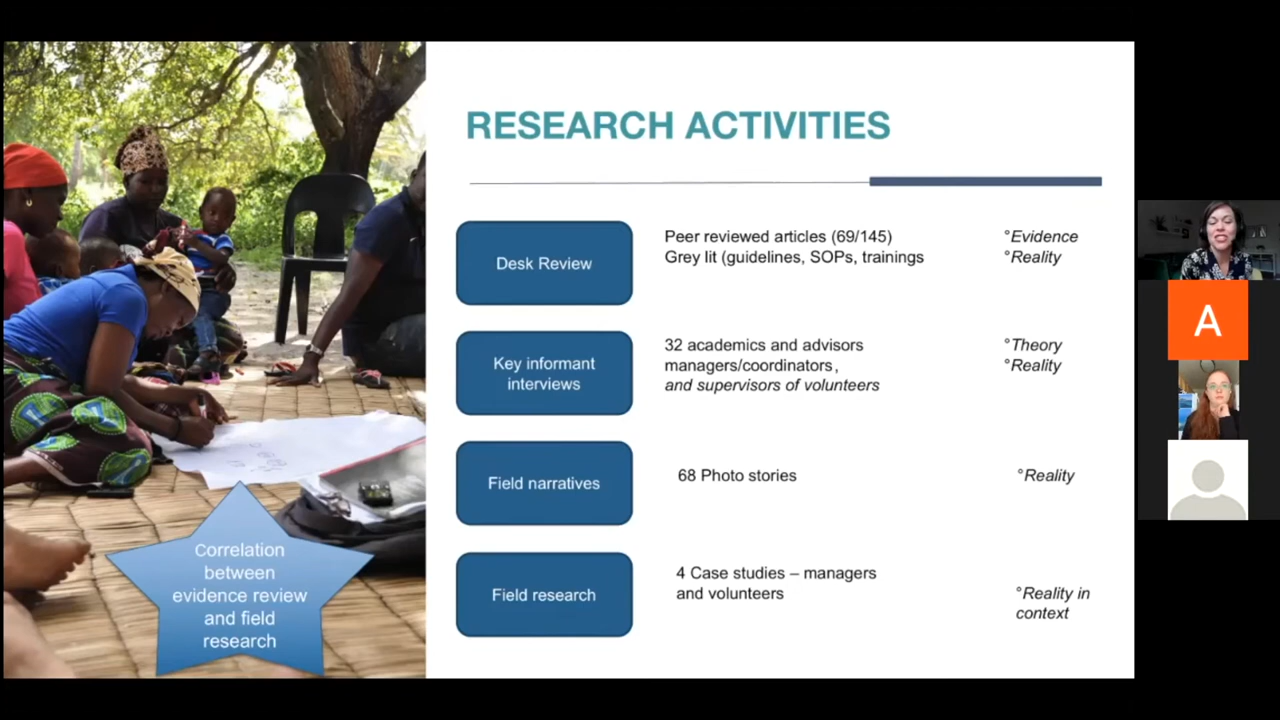 RESEARCH ACTIVITIES
Desk Review
Peer reviewed articles (69/145)
Grey lit (guidelines, SOPs, trainings
°Evidence
°Reality
Key informant
interviews
32 academics and advisors
managers/coordinators,
and supervisors of volunteers
°Theory
°Reality
Field narratives
68 Photo stories
°Reality
Field research
4 Case studies – managers
and volunteers
°Reality in
context
Correlation
between
evidence review
and field
research
A